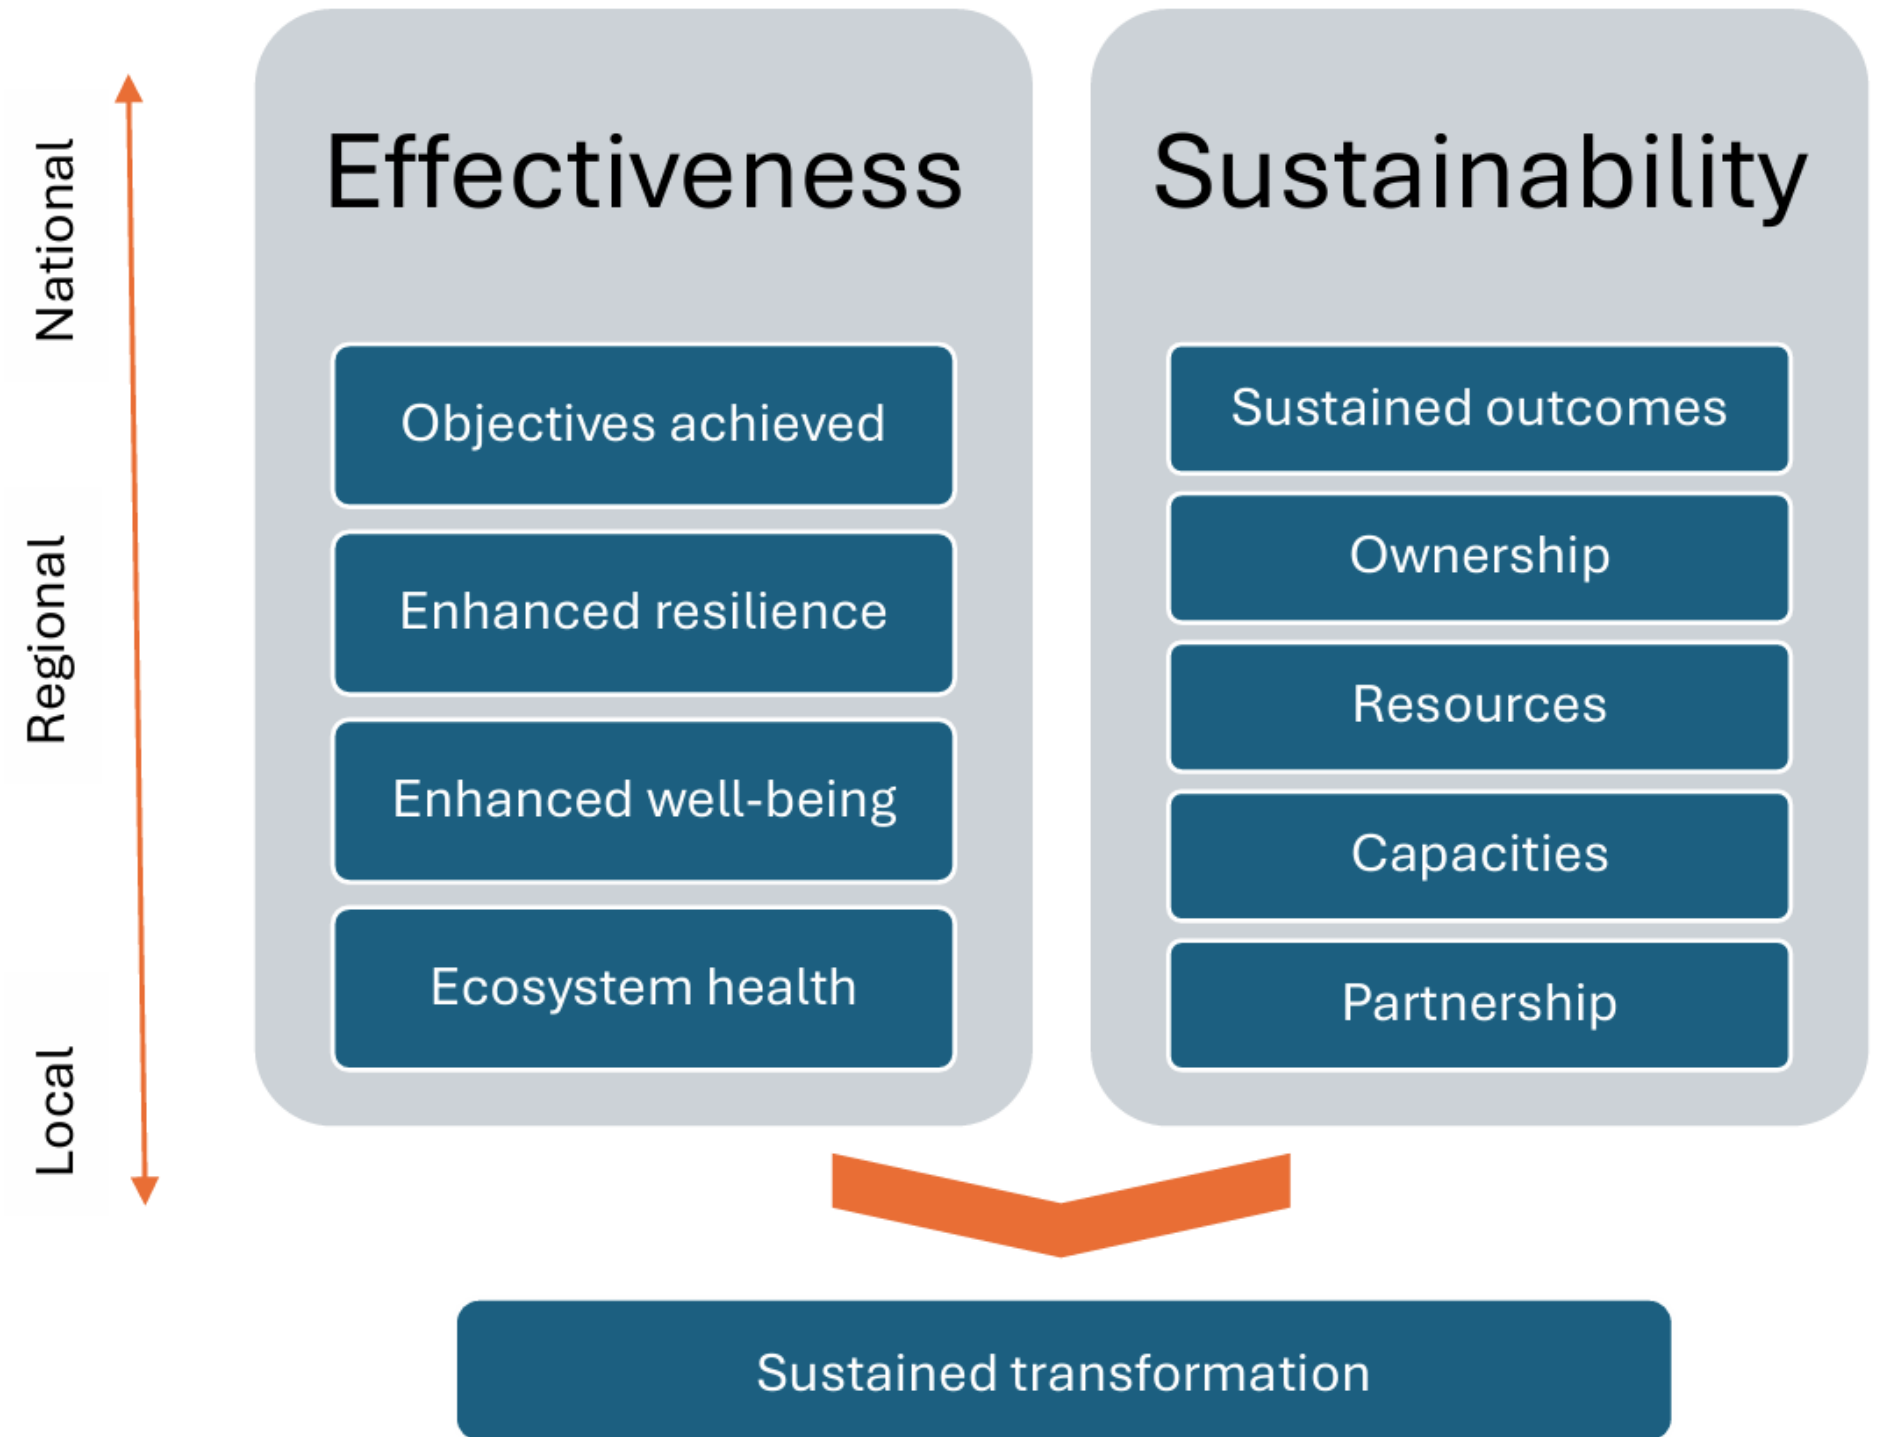 National
Regional
Local
Effectiveness
Objectives achieved
Enhanced resilience
Enhanced well-being
Ecosystem health
Sustainability
Sustained outcomes
Ownership
Resources
Capacities
Partnership
Sustained transformation